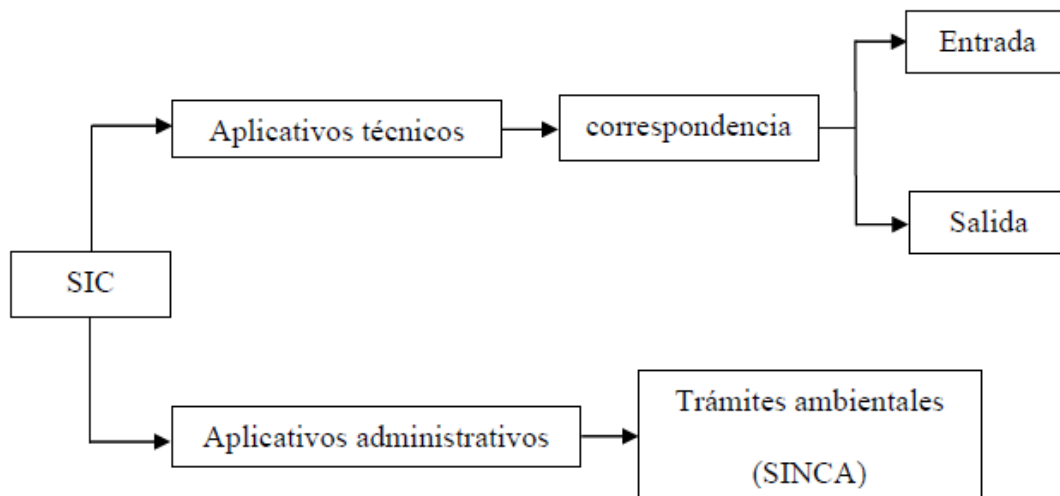 Entrada
Aplicativos técnicos
correspondencia
Salida
SIC
Trámites ambientales
(SINCA)
Aplicativos administrativos